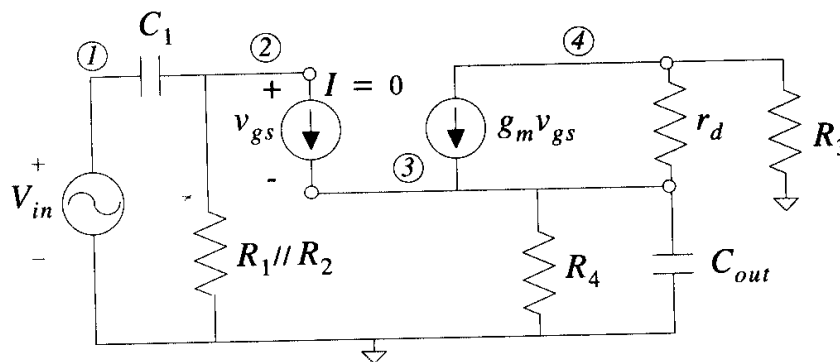 1
C1
2
4
+
I = 0
vgs
gmvgs
rd
-
3
+
Vin
-
R1//R2
R4
Cout